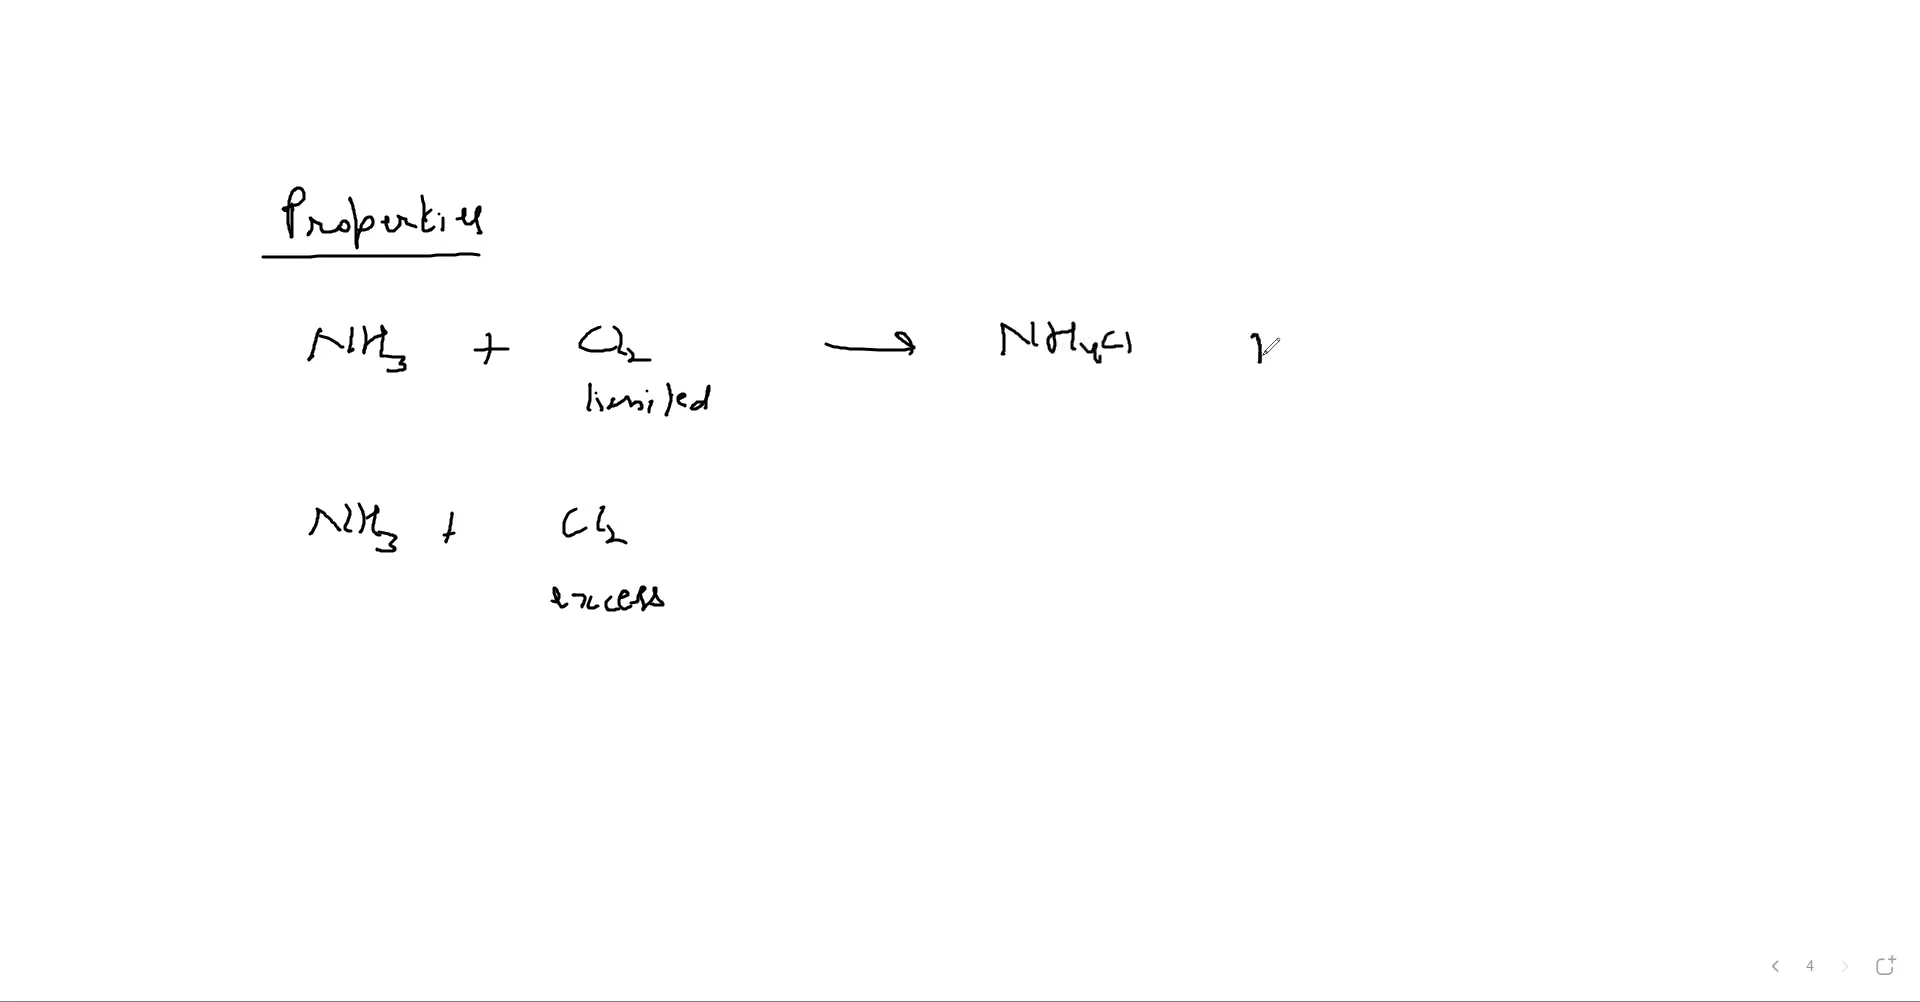 Properties
NH₃ + Cl₂ → NH₄Cl
limited
NH₃ + Cl₂
excess
4